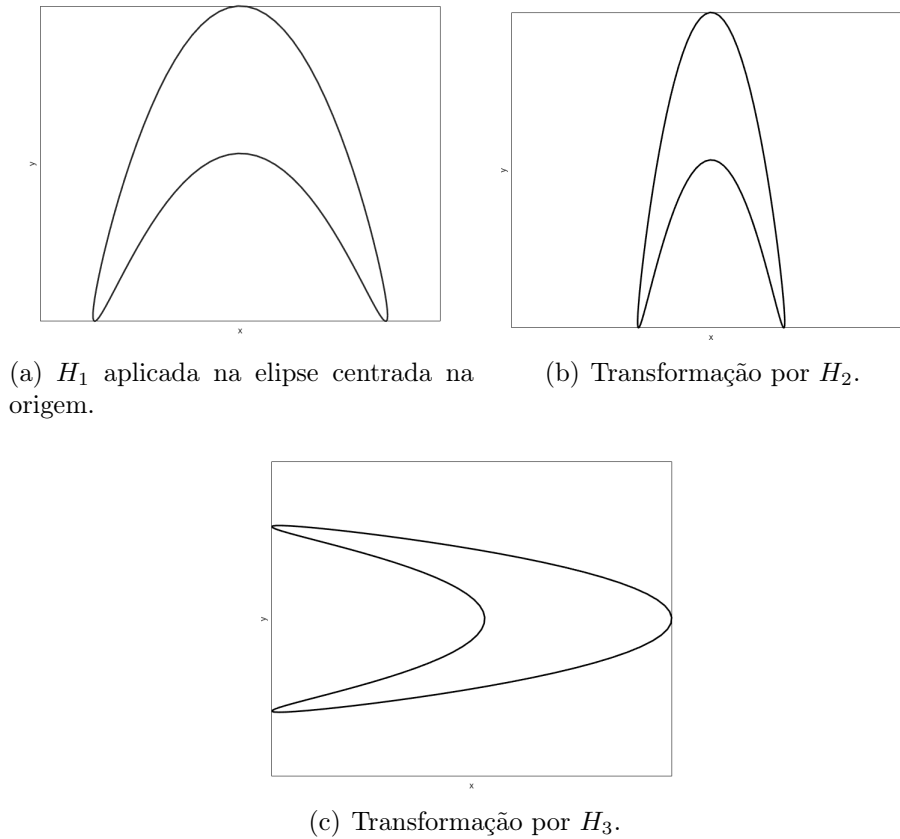 y
x
y
x
(a) H₁ aplicada na elipse centrada na
origem.
(b) Transformação por H₂.
y
x
(c) Transformação por H₃.